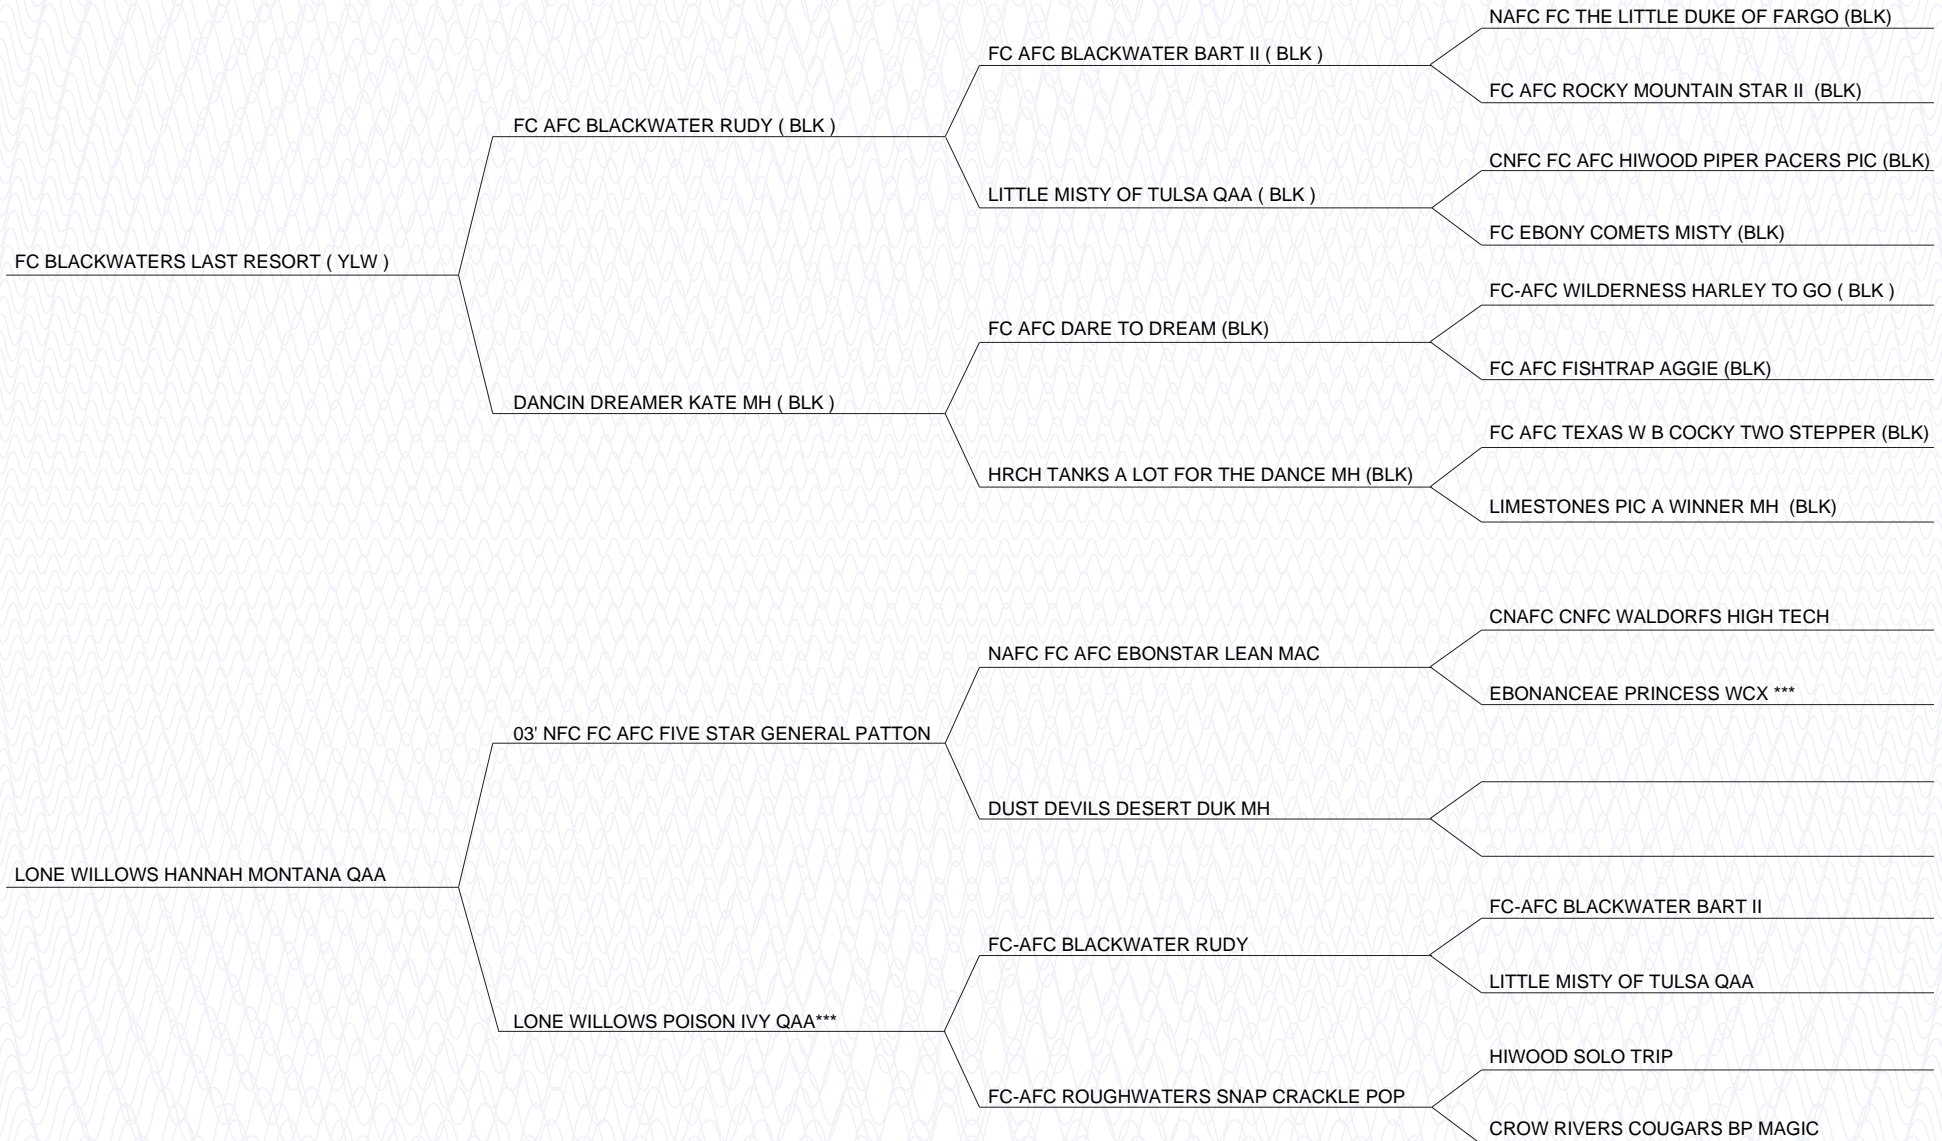 NAFC FC THE LITTLE DUKE OF FARGO (BLK)
FC AFC BLACKWATER BART II ( BLK )
FC AFC ROCKY MOUNTAIN STAR II  (BLK)
FC AFC BLACKWATER RUDY ( BLK )
CNFC FC AFC HIWOOD PIPER PACERS PIC (BLK)
LITTLE MISTY OF TULSA QAA ( BLK )
FC EBONY COMETS MISTY (BLK)
FC BLACKWATERS LAST RESORT ( YLW )
FC-AFC WILDERNESS HARLEY TO GO ( BLK )
FC AFC DARE TO DREAM (BLK)
FC AFC FISHTRAP AGGIE (BLK)
DANCIN DREAMER KATE MH ( BLK )
FC AFC TEXAS W B COCKY TWO STEPPER (BLK)
HRCH TANKS A LOT FOR THE DANCE MH (BLK)
LIMESTONES PIC A WINNER MH  (BLK)
CNAFC CNFC WALDORFS HIGH TECH
NAFC FC AFC EBONSTAR LEAN MAC
EBONANCEAE PRINCESS WCX ***
03' NFC FC AFC FIVE STAR GENERAL PATTON
DUST DEVILS DESERT DUK MH
LONE WILLOWS HANNAH MONTANA QAA
FC-AFC BLACKWATER BART II
FC-AFC BLACKWATER RUDY
LITTLE MISTY OF TULSA QAA
LONE WILLOWS POISON IVY QAA***
HIWOOD SOLO TRIP
FC-AFC ROUGHWATERS SNAP CRACKLE POP
CROW RIVERS COUGARS BP MAGIC